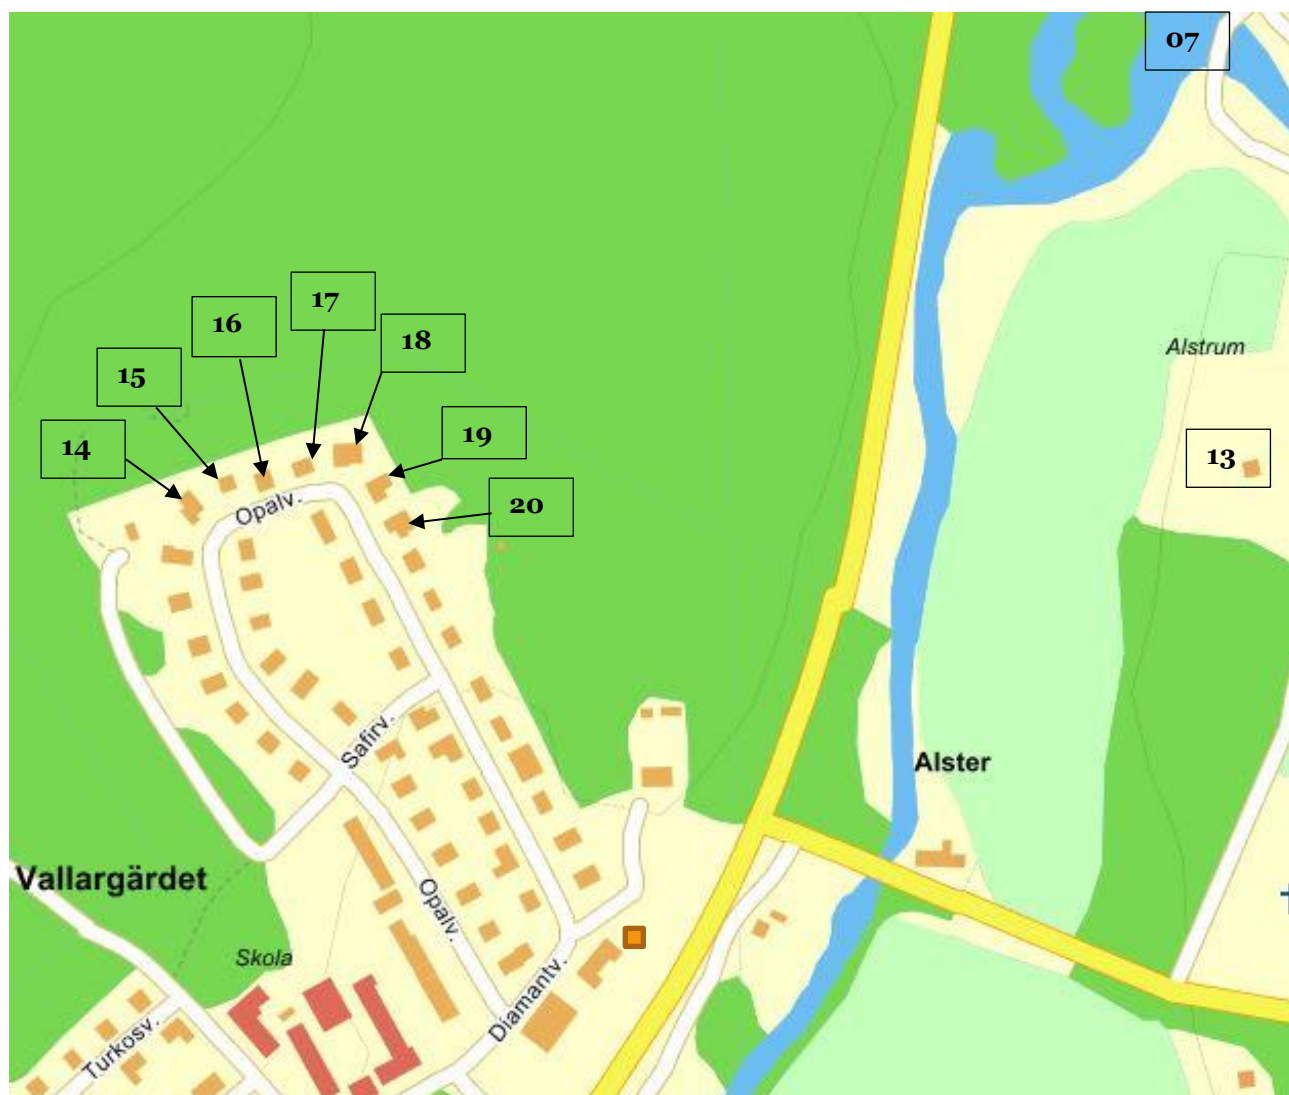 07
17
16
18
Alstrum
15
19
14
13
20
Opalv.
Safirv.
Alster
Vallargärdet
Opalv.
Skola
Diamantv.
Turkosv.